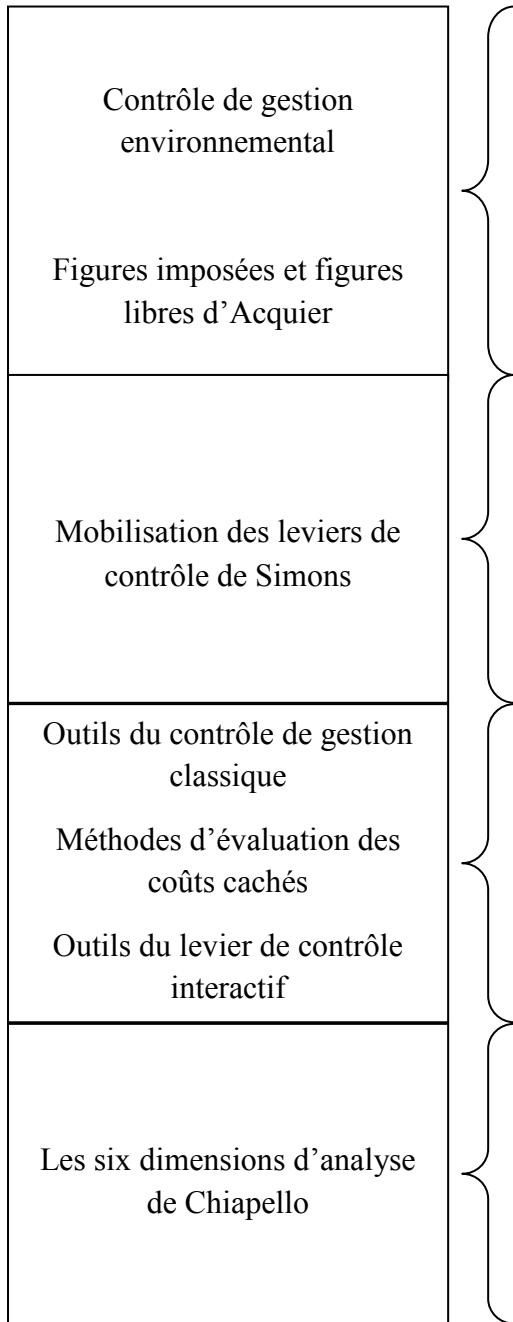 Contrôle de gestion
environnemental
Figures imposées et figures
libres d’Acquier
Mobilisation des leviers de
contrôle de Simons
Outils du contrôle de gestion
classique
Méthodes d’évaluation des
coûts cachés
Outils du levier de contrôle
interactif
Les six dimensions d’analyse
de Chiapello